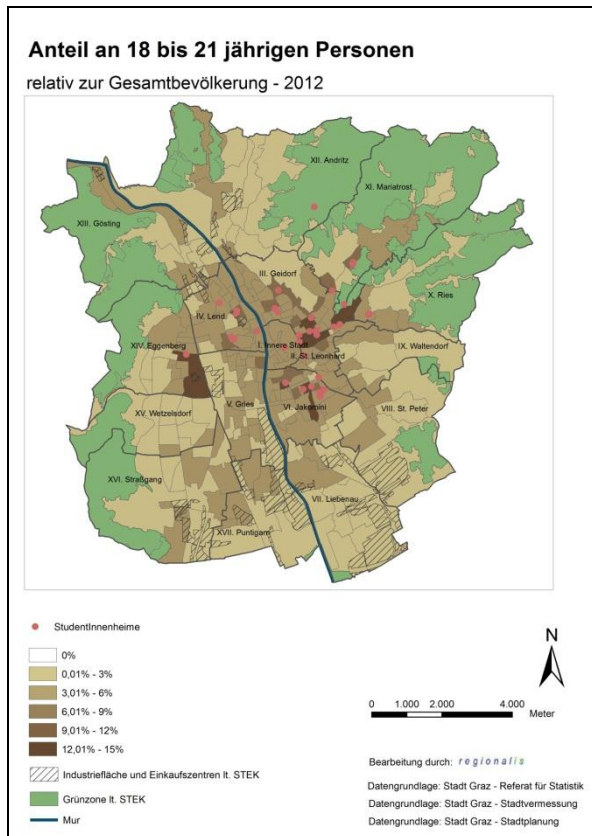 Anteil an 18 bis 21 jährigen Personen
relativ zur Gesamtbevölkerung - 2012
XII. Andritz
XI. Mariatrost
XIII. Gösting
III. Geidorf
X. Ries
IV. Lend
I. Innere Stadt
XIV. Eggenberg
II. St. Leonhard
IX. Waltendorf
V. Gries
VI. Jakomini
XV. Wetzelsdorf
VIII. St. Peter
XVI. Straßgang
VII. Liebenau
XVII. Puntigam
StudentInnenheime
0%
0,01% - 3%
3,01% - 6%
6,01% - 9%
9,01% - 12%
12,01% - 15%
Industriefläche und Einkaufszentren lt. STEK
Grünzone lt. STEK
Mur
N
0 1.000 2.000 4.000
Meter
Bearbeitung durch: regionalis
Datengrundlage: Stadt Graz - Referat für Statistik
Datengrundlage: Stadt Graz - Stadtvermessung
Datengrundlage: Stadt Graz - Stadtplanung